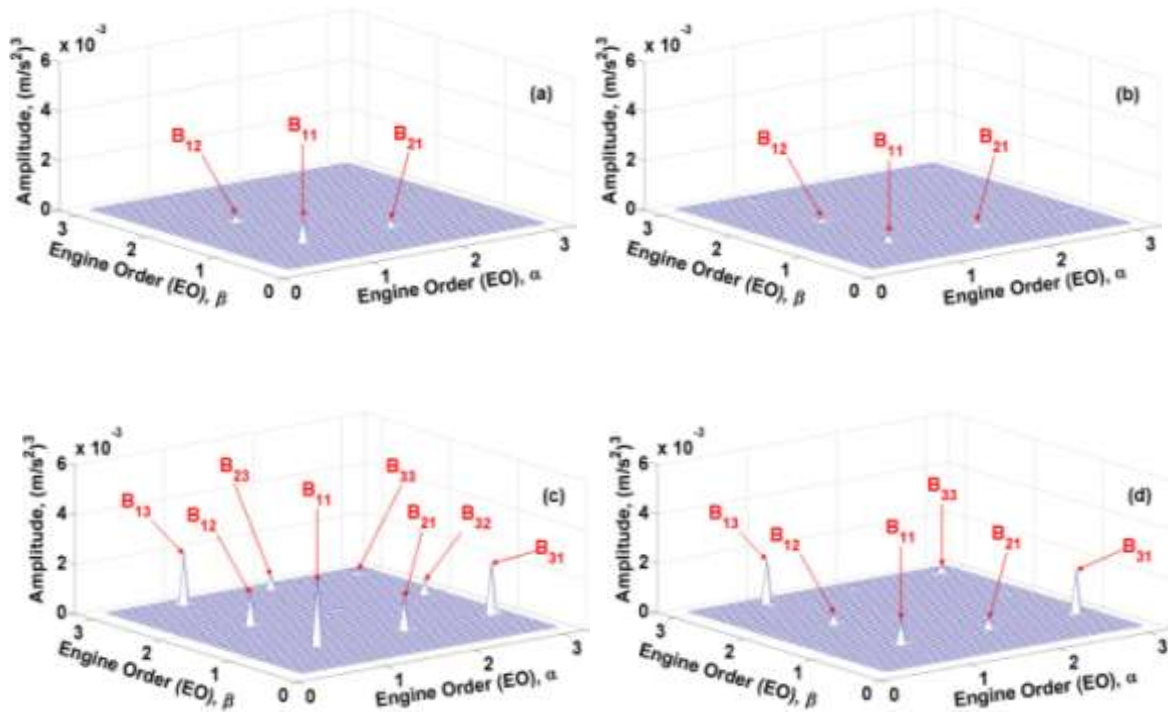 x 10⁻³
Amplitude, (m/s²)³
6
4
2
0
(a)
B₁₂
B₁₁
B₂₁
3
2
1
0
Engine Order (EO), β
0
1
2
3
Engine Order (EO), α
x 10⁻³
Amplitude, (m/s²)³
6
4
2
0
(b)
B₁₂
B₁₁
B₂₁
3
2
1
0
Engine Order (EO), β
0
1
2
3
Engine Order (EO), α
x 10⁻³
Amplitude, (m/s²)³
6
4
2
0
(c)
B₁₃
B₁₂
B₂₃
B₁₁
B₃₃
B₂₁
B₃₂
B₃₁
3
2
1
0
Engine Order (EO), β
0
1
2
3
Engine Order (EO), α
x 10⁻³
Amplitude, (m/s²)³
6
4
2
0
(d)
B₁₃
B₁₂
B₁₁
B₃₃
B₂₁
B₃₁
3
2
1
0
Engine Order (EO), β
0
1
2
3
Engine Order (EO), α